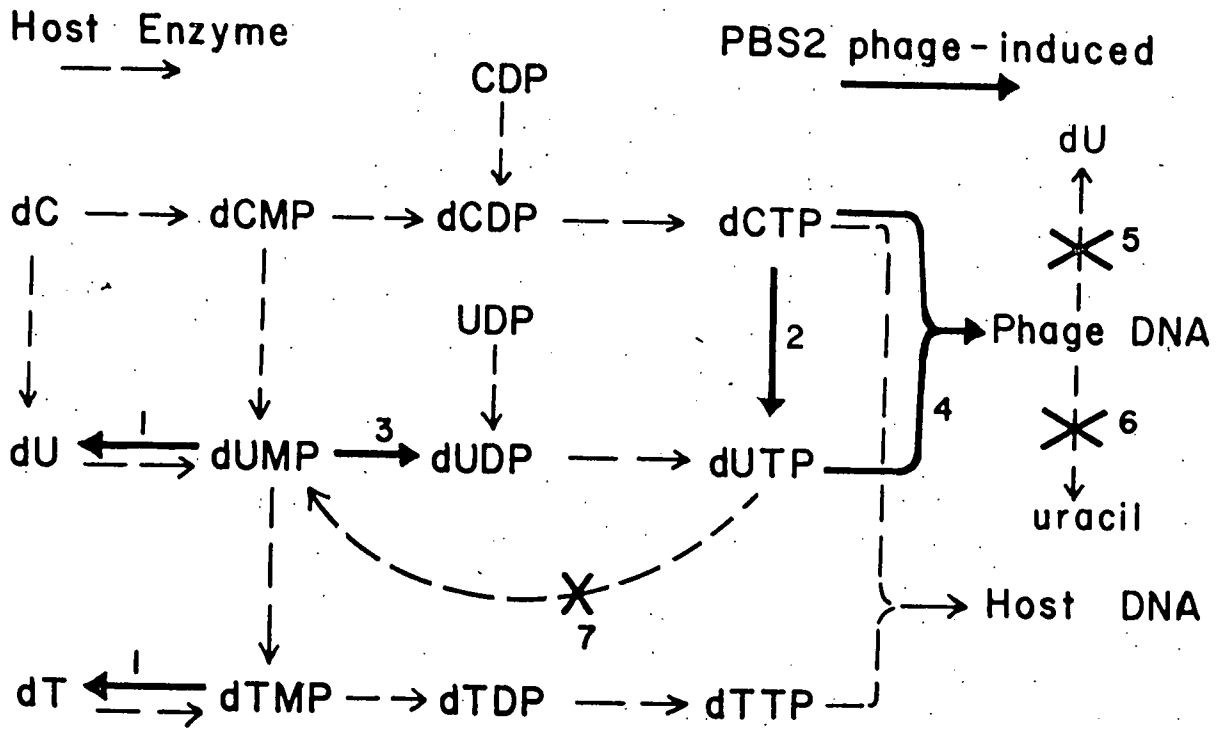 Host Enzyme
PBS2 phage-induced
CDP
dU
dC dCMP dCDP dCTP
5
UDP
2
Phage DNA
1 3 4 6
dU dUMP dUDP dUTP
uracil
7
Host DNA
1
dT dTMP dTDP dTTP